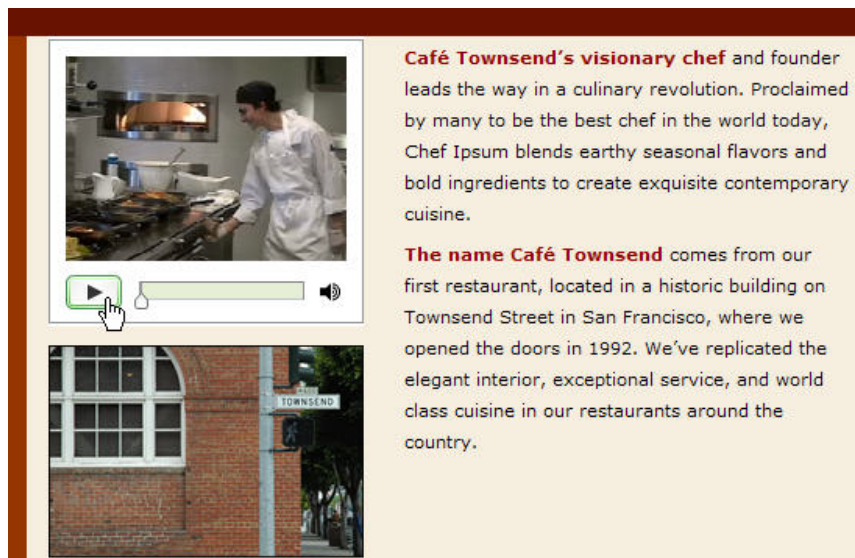 Café Townsend’s visionary chef and founder
leads the way in a culinary revolution. Proclaimed
by many to be the best chef in the world today,
Chef Ipsum blends earthy seasonal flavors and
bold ingredients to create exquisite contemporary
cuisine.
The name Café Townsend comes from our
first restaurant, located in a historic building on
Townsend Street in San Francisco, where we
opened the doors in 1992. We’ve replicated the
elegant interior, exceptional service, and world
class cuisine in our restaurants around the
country.
TOWNSEND